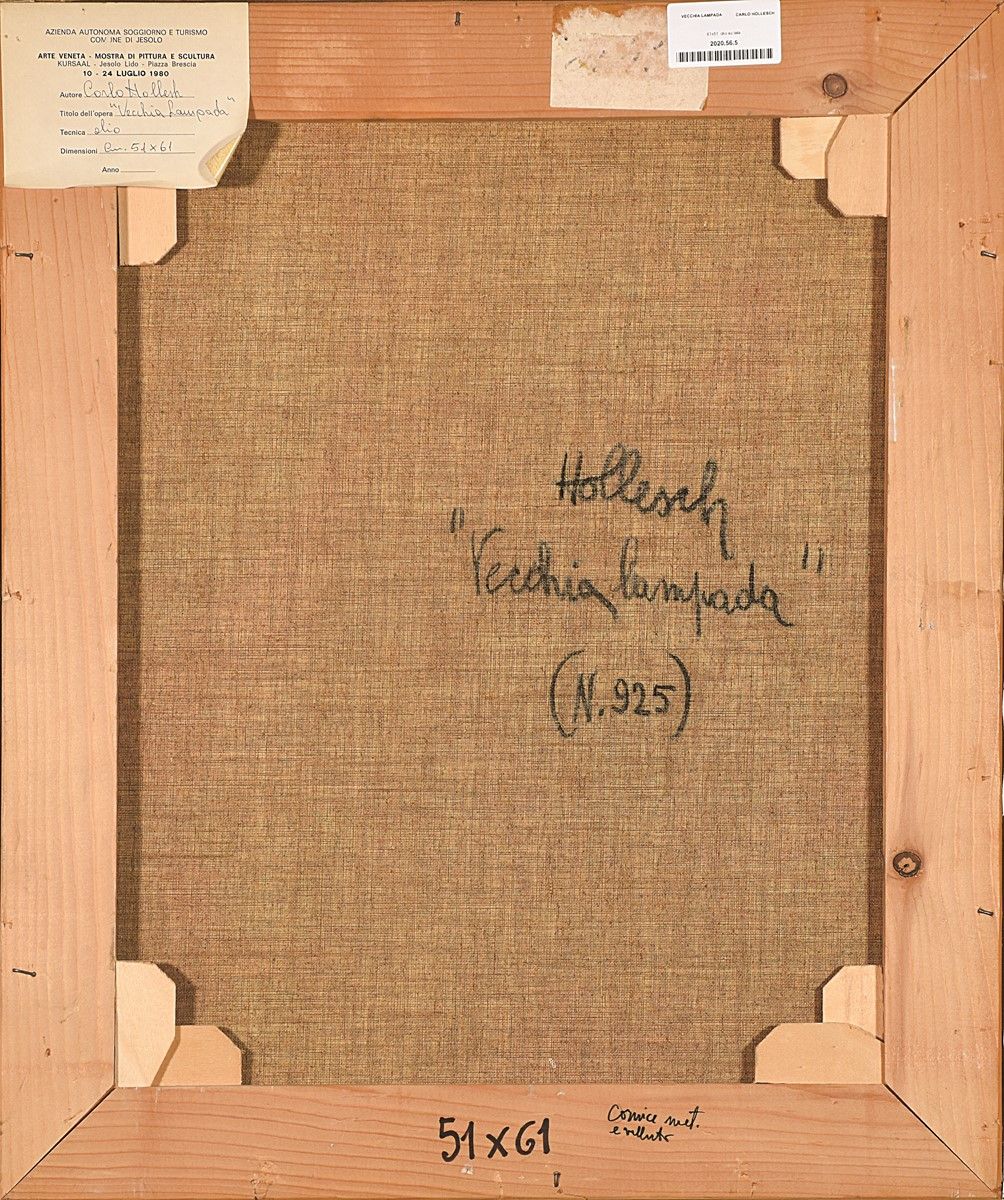 AZIENDA AUTONOMA SOGGIORNO E TURISMO
COMUNE DI JESOLO
ARTE VENETA - MOSTRA DI PITTURA E SCULTURA
KURSAAL - Jesolo Lido - Piazza Brescia
10 - 24 LUGLIO 1980
Autore Carlo Hollesch
Titolo dell'opera "Vecchia Lampada"
Tecnica olio
Dimensioni cm. 51x61
Anno
VECCHIA LAMPADA CARLO HOLLESCH
2020.56.5
Hollesch
"Vecchia lampada"
(N.925)
51x61
Cornice met.
e velluto